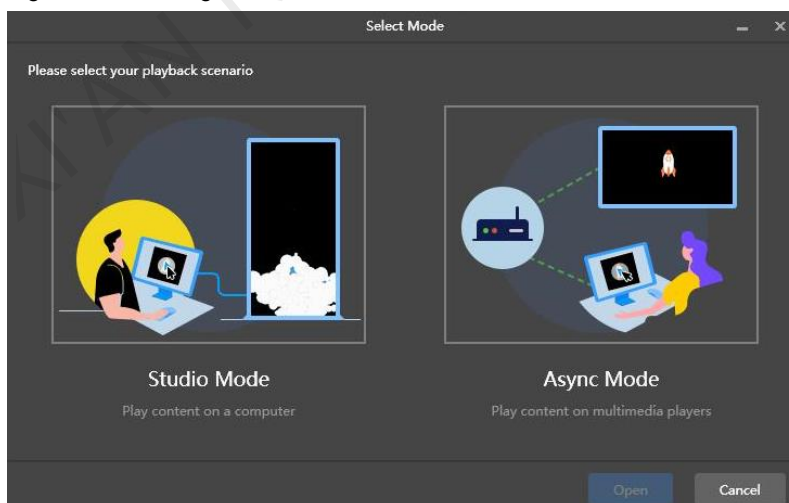 Select Mode
Please select your playback scenario
Studio Mode
Async Mode
Play content on a computer
Play content on multimedia players
Open
Cancel